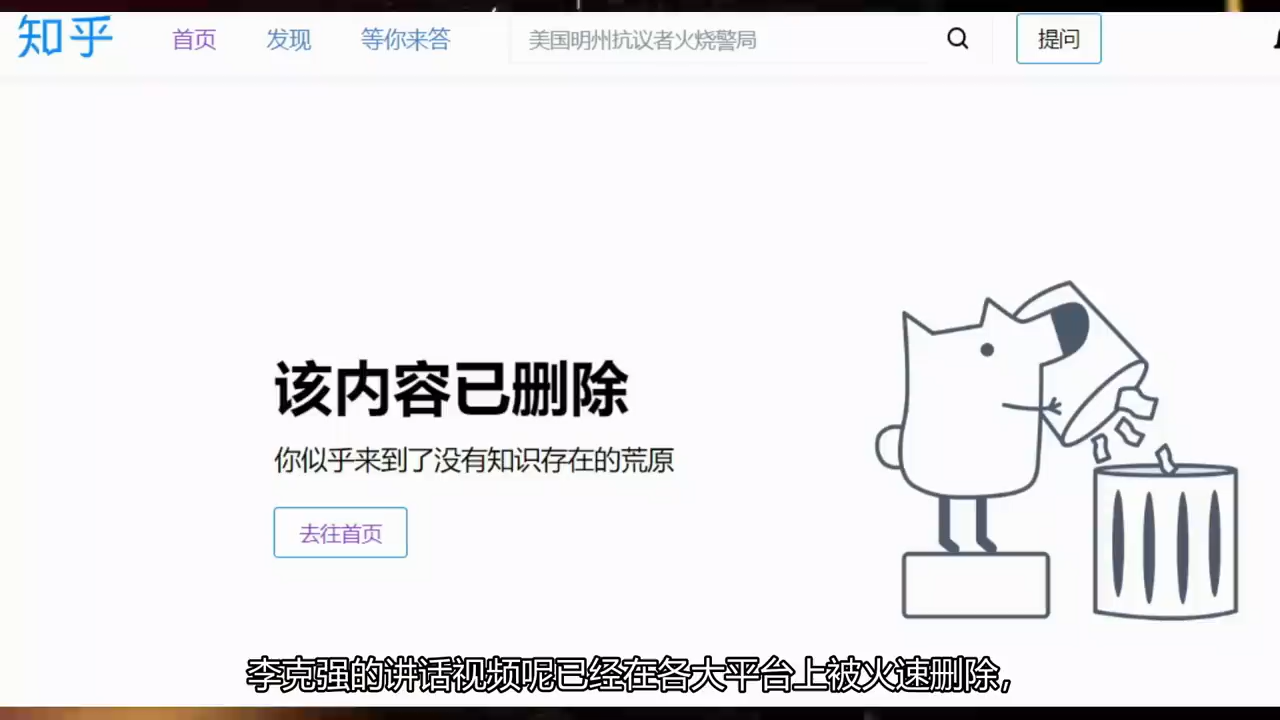 知乎 首页 发现 等你来答 美国明州抗议者火烧警局 提问
该内容已删除
你似乎来到了没有知识存在的荒原
去往首页
李克强的讲话视频呢已经在各大平台上被火速删除，